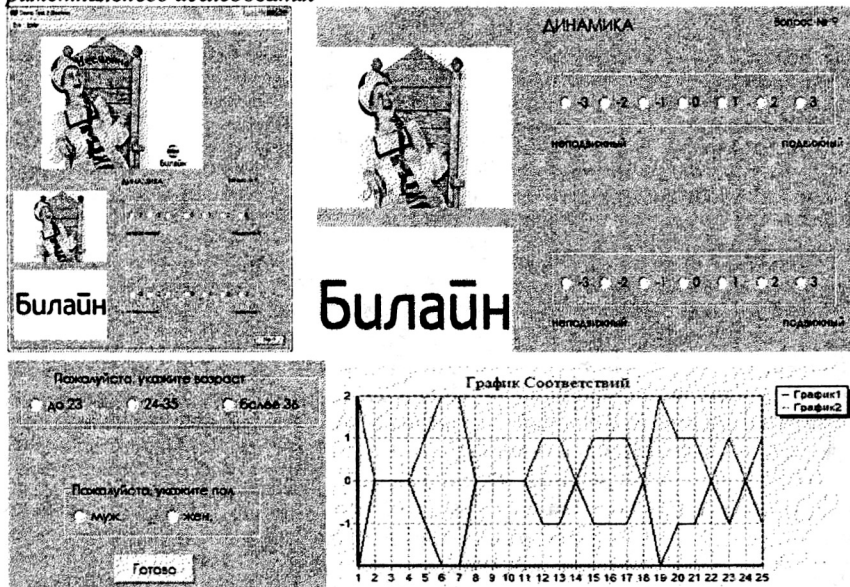 ДИНАМИКА
Вопрос № 9
-3 -2 -1 0 1 2 3
неподвижный
подвижный
Билайн
-3 -2 -1 0 1 2 3
неподвижный
подвижный
Билайн
ДИНАМИКА
Билайн
Пожалуйста, укажите возраст
до 23
24-35
более 36
Пожалуйста, укажите пол
муж.
жен.
Готово
График Соответствий
График1
График2
2
1
0
-1
1 2 3 4 5 6 7 8 9 10 11 12 13 14 15 16 17 18 19 20 21 22 23 24 25